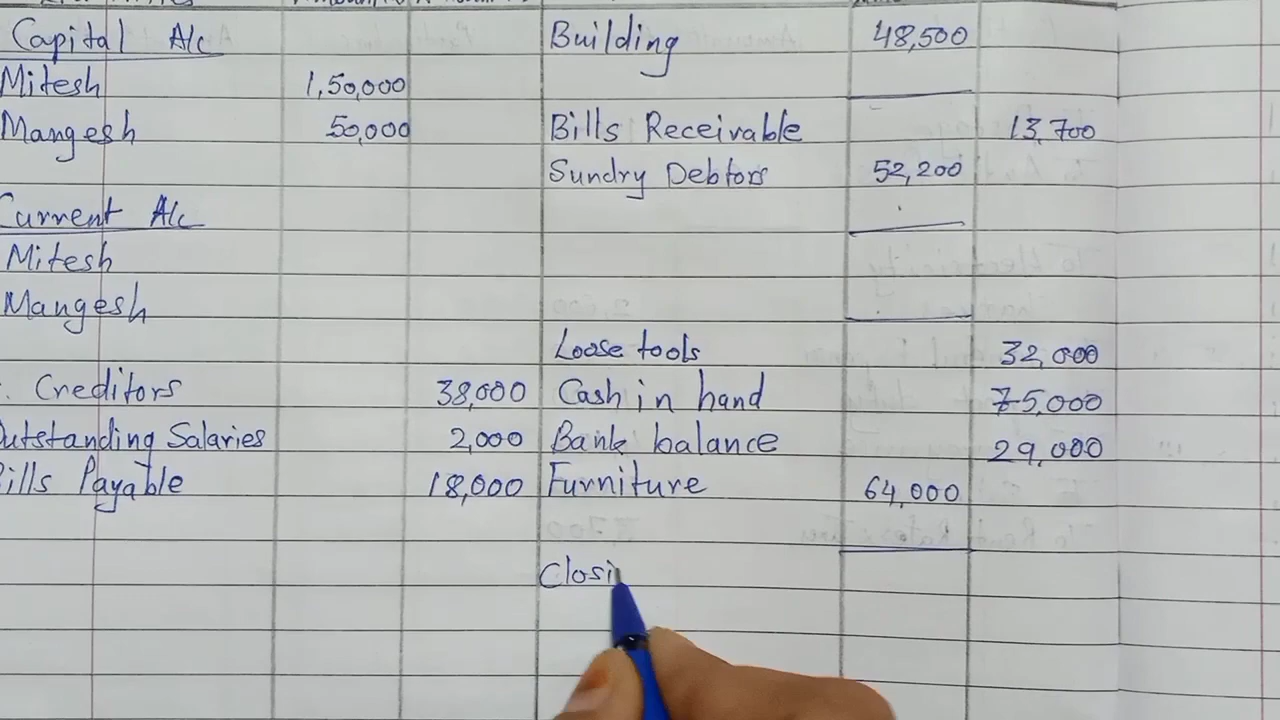 Capital A/c
Mitesh 1,50,000
Mangesh 50,000
Current A/c
Mitesh
Mangesh
Creditors 38,000
Outstanding Salaries 2,000
Bills Payable 18,000
Building 48,500
Bills Receivable 13,700
Sundry Debtors 52,200
Loose tools 32,000
Cash in hand 75,000
Bank balance 29,000
Furniture 64,000
Closi